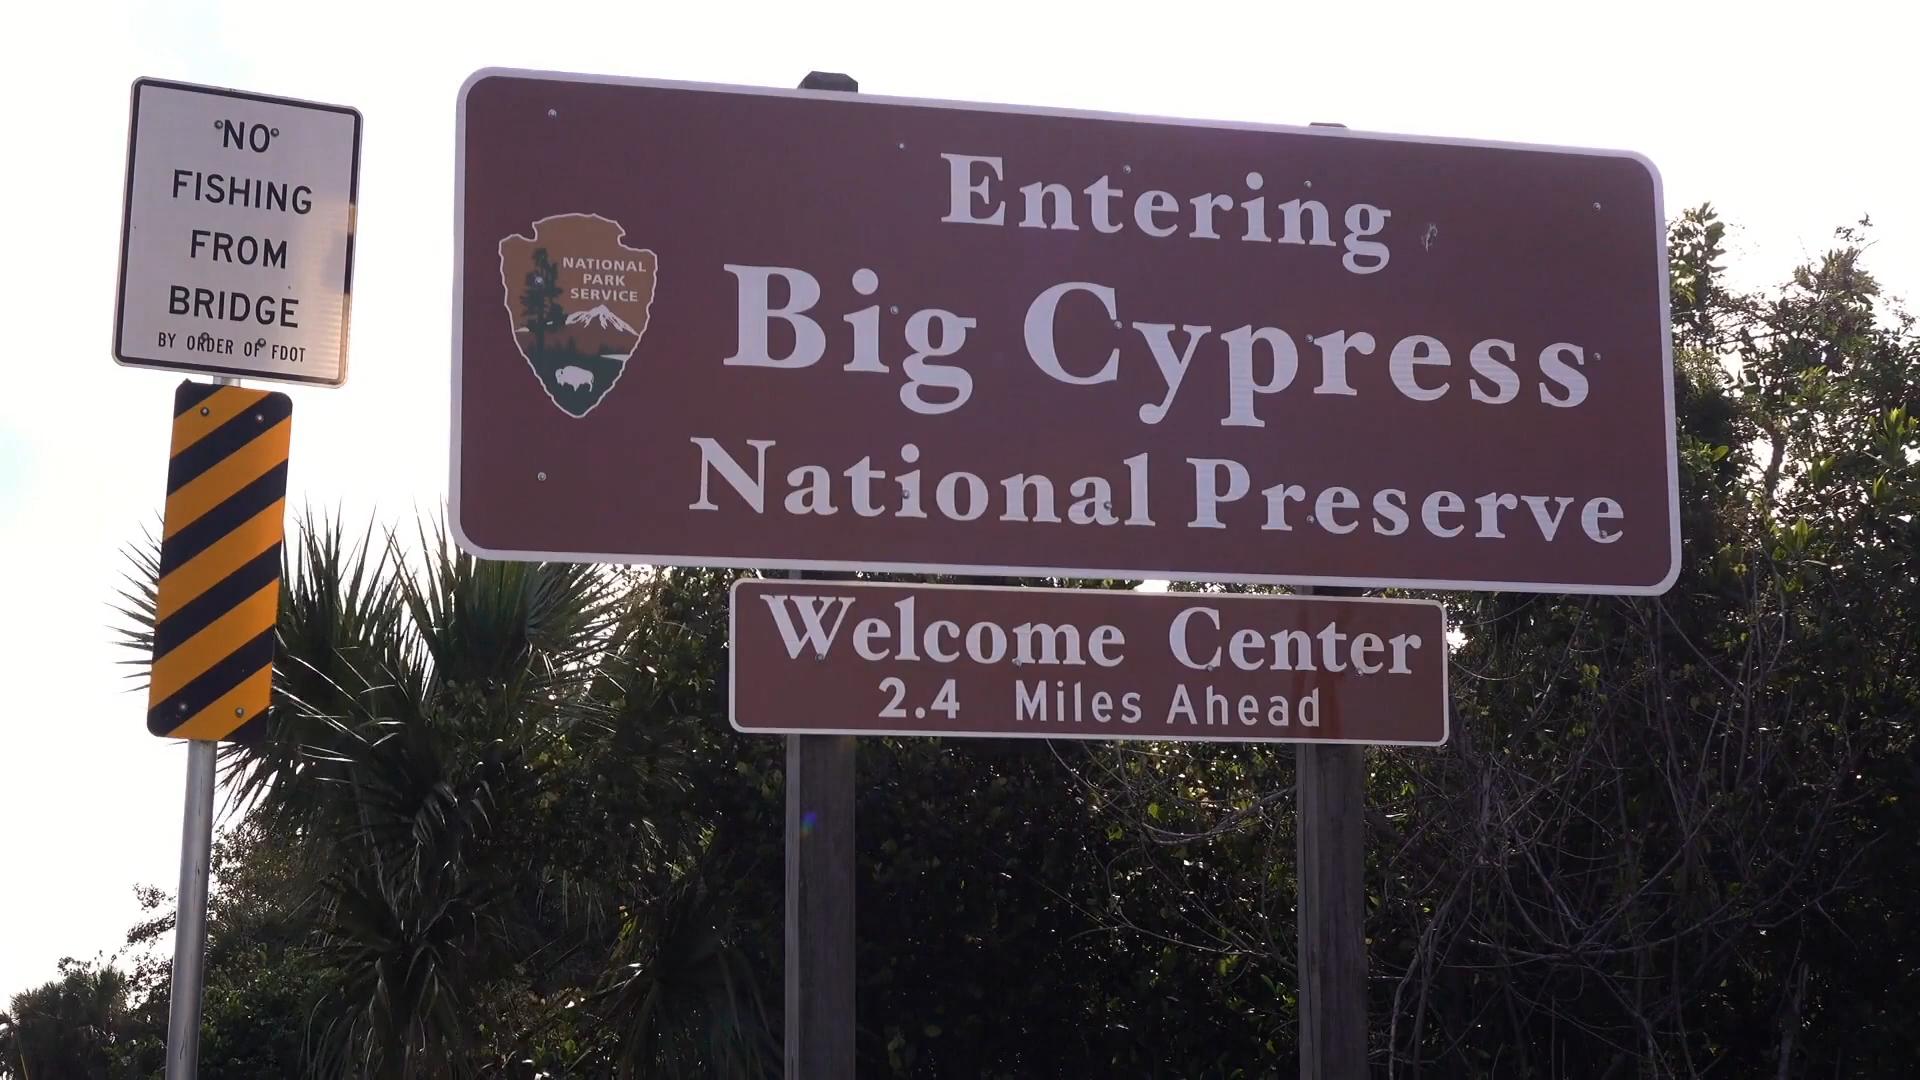 NO
FISHING
FROM
BRIDGE
BY ORDER OF FDOT
NATIONAL
PARK
SERVICE
Entering
Big Cypress
National Preserve
Welcome Center
2.4 Miles Ahead